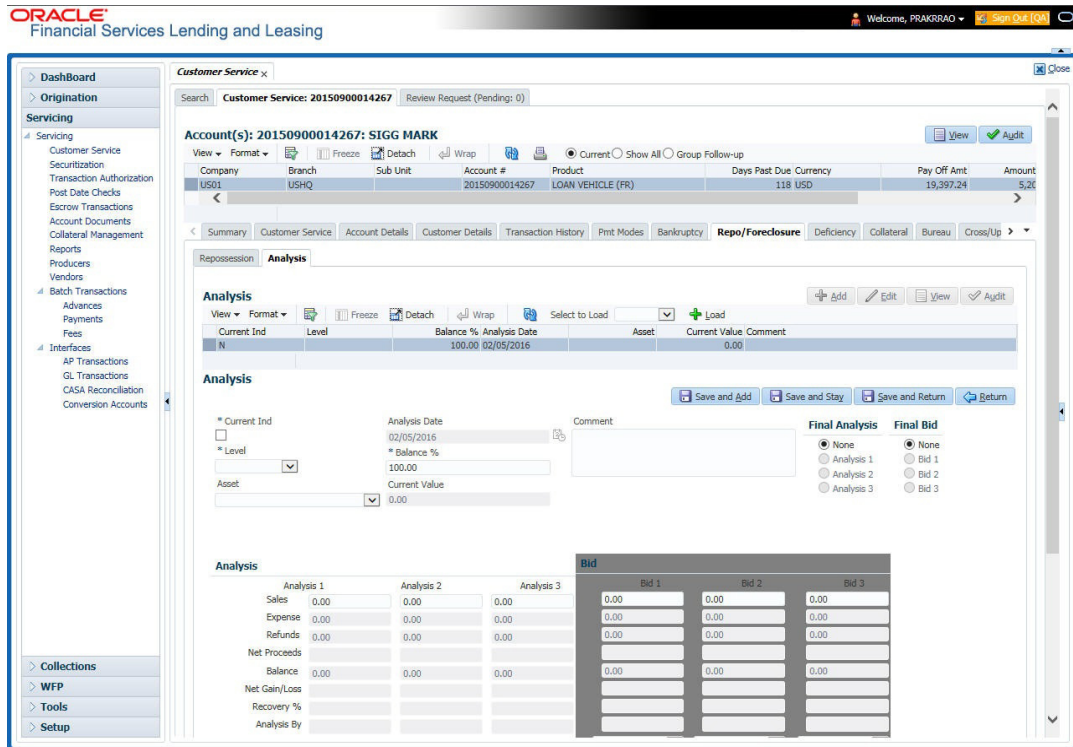 ORACLE
Financial Services Lending and Leasing
Welcome, PRAKRRAO
Sign Out [QA]
Close
DashBoard
Origination
Servicing
Servicing
Customer Service
Securitization
Transaction Authorization
Post Date Checks
Escrow Transactions
Account Documents
Collateral Management
Reports
Producers
Vendors
Batch Transactions
Advances
Payments
Fees
Interfaces
AP Transactions
GL Transactions
CASA Reconciliation
Conversion Accounts
Collections
WFP
Tools
Setup
Customer Service
Search Customer Service: 20150900014267 Review Request (Pending: 0)
Account(s): 20150900014267: SIGG MARK
View Audit
View Format Freeze Detach Wrap Current Show All Group Follow-up
Company Branch Sub Unit Account # Product Days Past Due Currency Pay Off Amt Amount
US01 USHQ 20150900014267 LOAN VEHICLE (FR) 118 USD 19,397.24 5,20
Summary Customer Service Account Details Customer Details Transaction History Pmt Modes Bankruptcy Repo/Foreclosure Deficiency Collateral Bureau Cross/Up
Repossession Analysis
Analysis
Add Edit View Audit
View Format Freeze Detach Wrap Select to Load Load
Current Ind Level Balance % Analysis Date Asset Current Value Comment
N 100.00 02/05/2016 0.00
Analysis
Save and Add Save and Stay Save and Return Return
* Current Ind Analysis Date Comment Final Analysis Final Bid
02/05/2016 None None
* Level * Balance % Analysis 1 Bid 1
100.00 Analysis 2 Bid 2
Asset Current Value Analysis 3 Bid 3
0.00
Analysis Bid
Analysis 1 Analysis 2 Analysis 3 Bid 1 Bid 2 Bid 3
Sales 0.00 0.00 0.00 0.00 0.00 0.00
Expense 0.00 0.00 0.00 0.00 0.00 0.00
Refunds 0.00 0.00 0.00 0.00 0.00 0.00
Net Proceeds
Balance 0.00 0.00 0.00 0.00 0.00 0.00
Net Gain/Loss
Recovery %
Analysis By